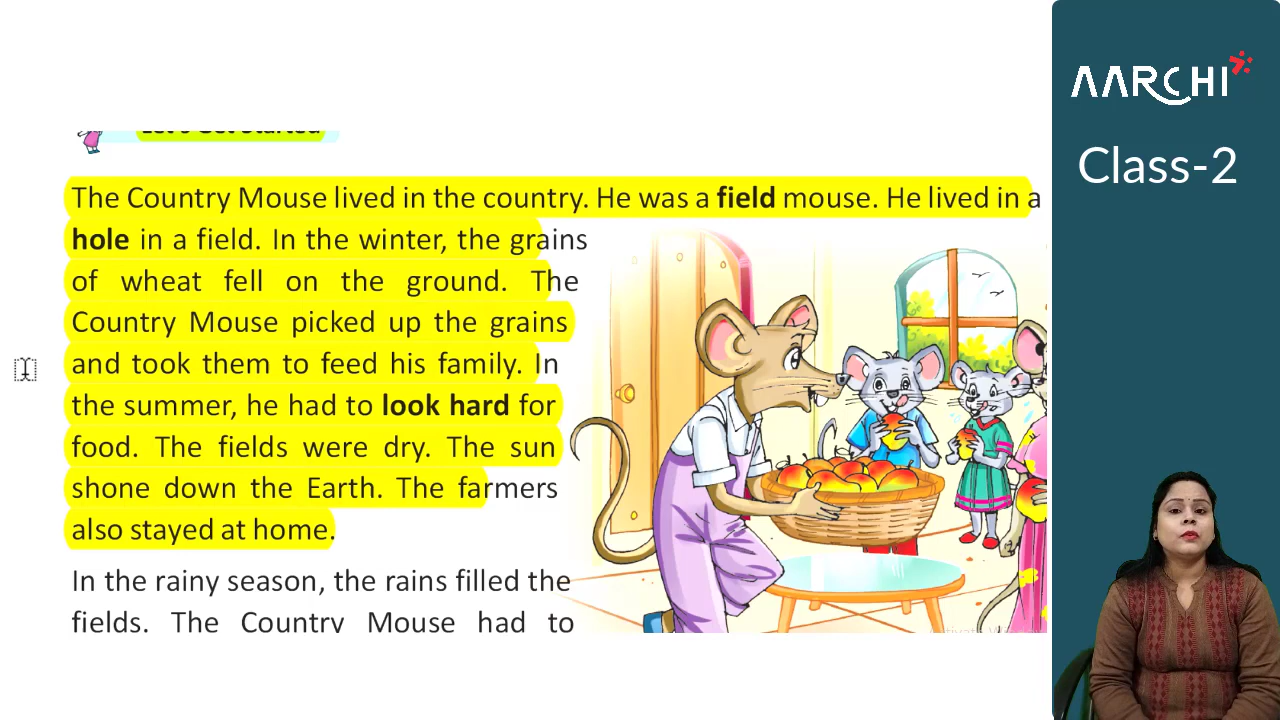 Let's Get Started
The Country Mouse lived in the country. He was a field mouse. He lived in a
hole in a field. In the winter, the grains
of wheat fell on the ground. The
Country Mouse picked up the grains
and took them to feed his family. In
the summer, he had to look hard for
food. The fields were dry. The sun
shone down the Earth. The farmers
also stayed at home.
In the rainy season, the rains filled the
fields. The Country Mouse had to
AARCHI
Class-2